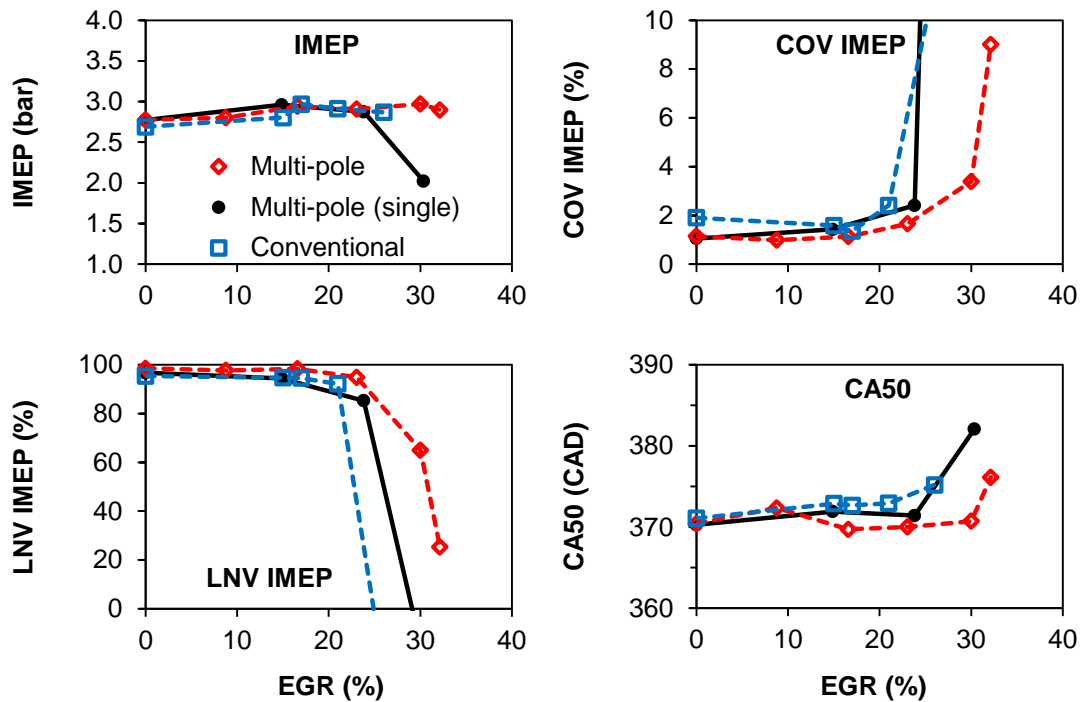 IMEP
IMEP (bar)
4.0
3.5
3.0
2.5
2.0
1.5
1.0
Multi-pole
Multi-pole (single)
Conventional
0 10 20 30 40
COV IMEP
COV IMEP (%)
10
8
6
4
2
0
0 10 20 30 40
LNV IMEP (%)
100
80
60
40
20
0
LNV IMEP
0 10 20 30 40
EGR (%)
CA50
CA50 (CAD)
390
380
370
360
0 10 20 30 40
EGR (%)